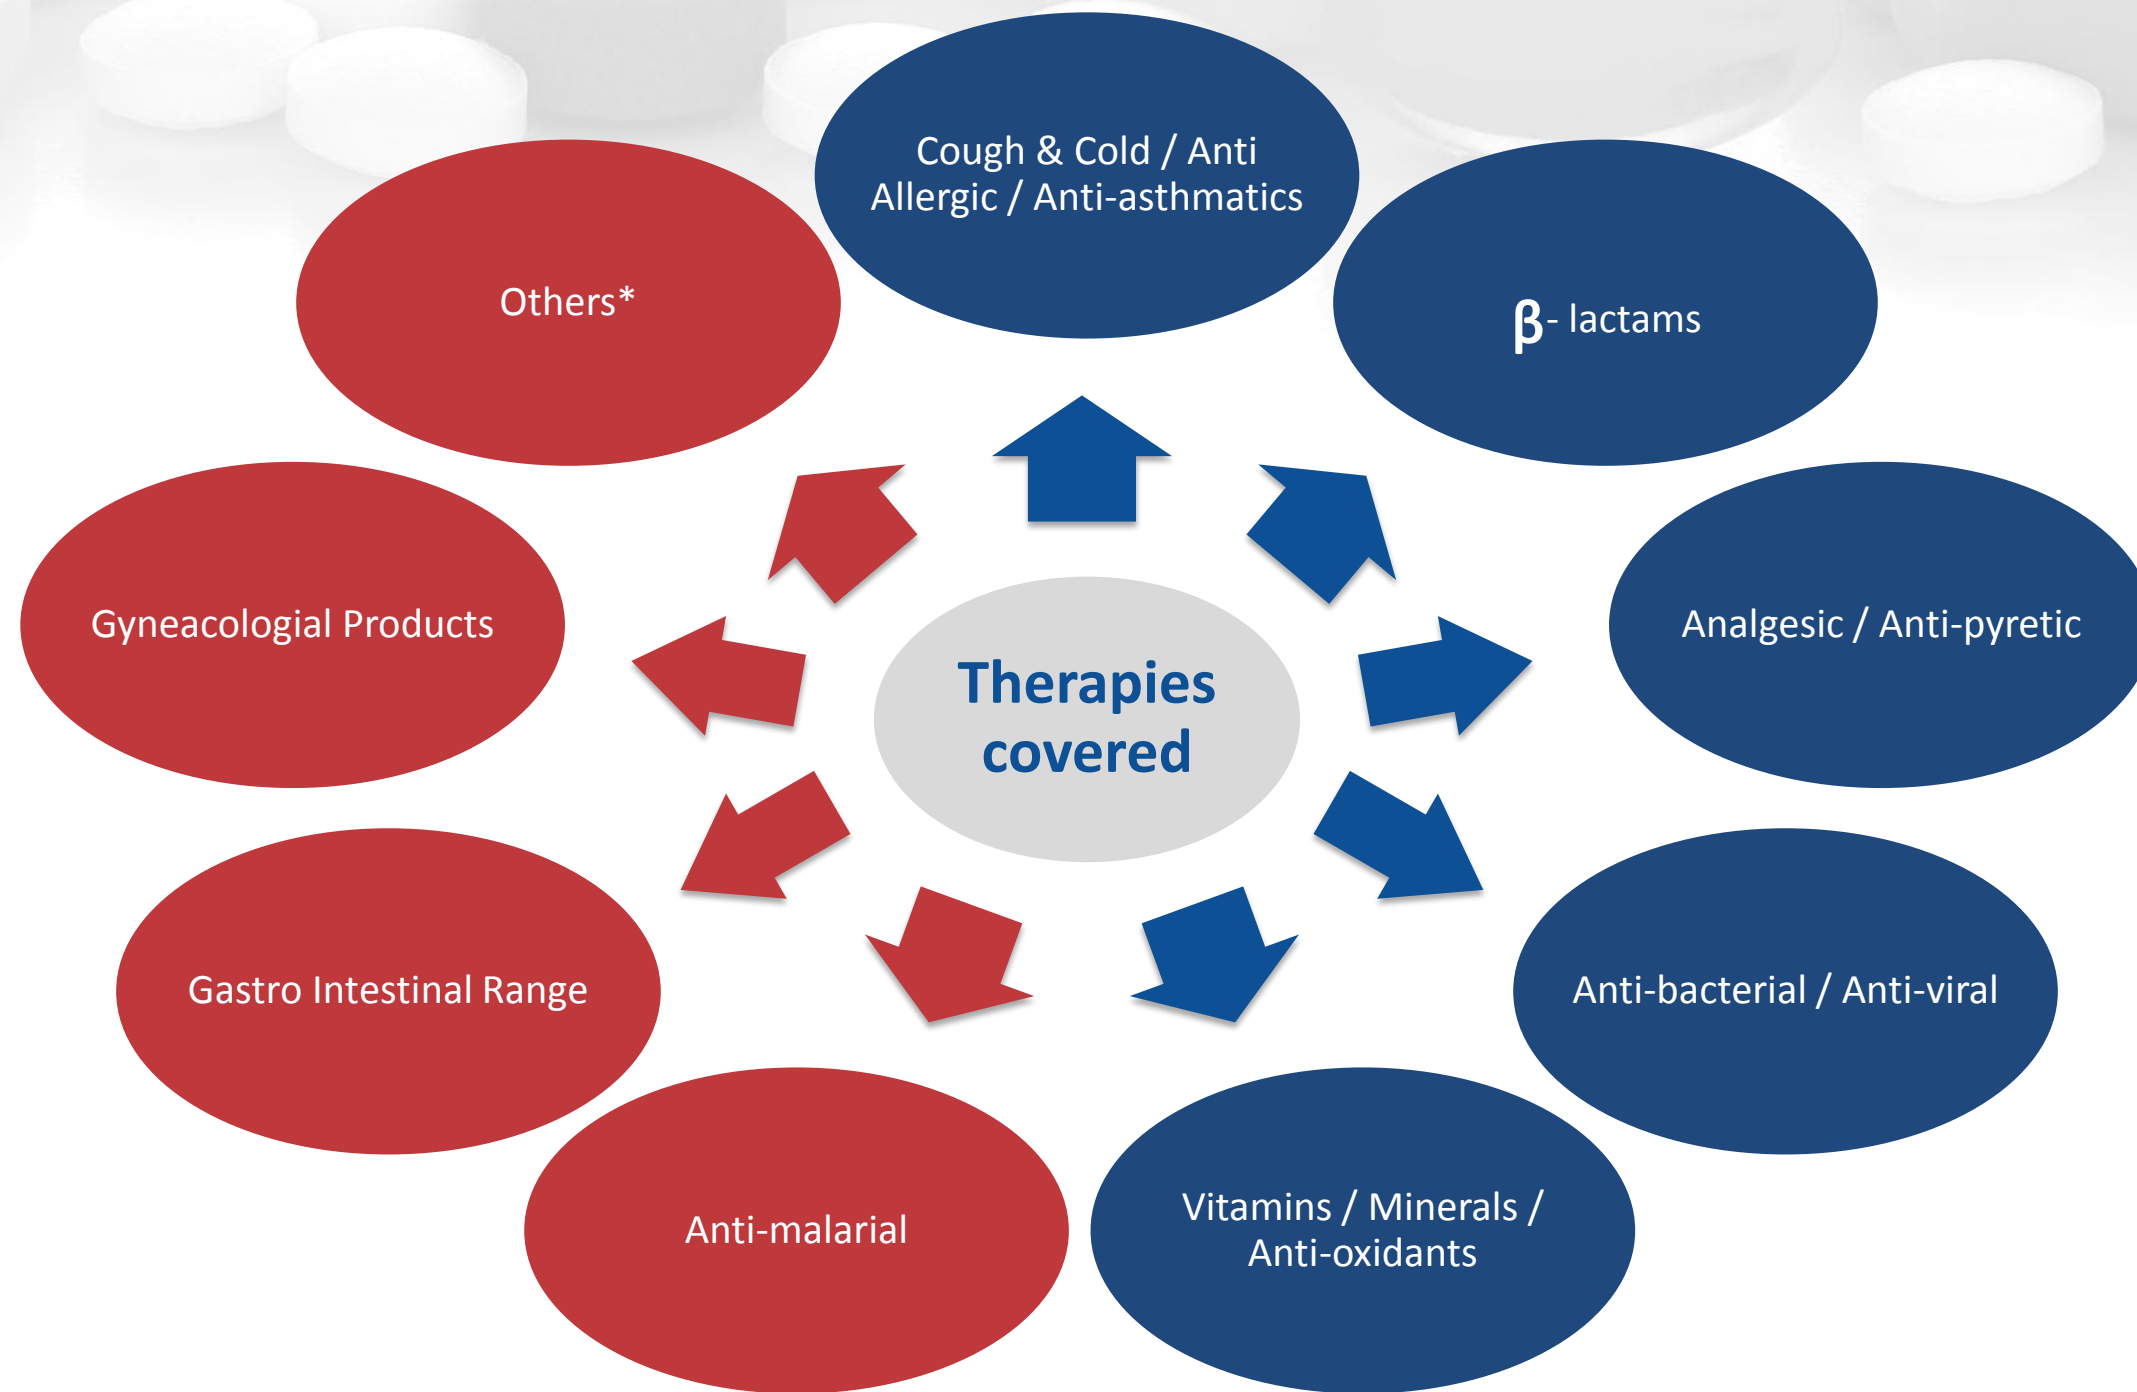 Cough & Cold / Anti
Allergic / Anti-asthmatics
β- lactams
Analgesic / Anti-pyretic
Anti-bacterial / Anti-viral
Vitamins / Minerals /
Anti-oxidants
Anti-malarial
Gastro Intestinal Range
Gyneacologial Products
Others*
Therapies
covered